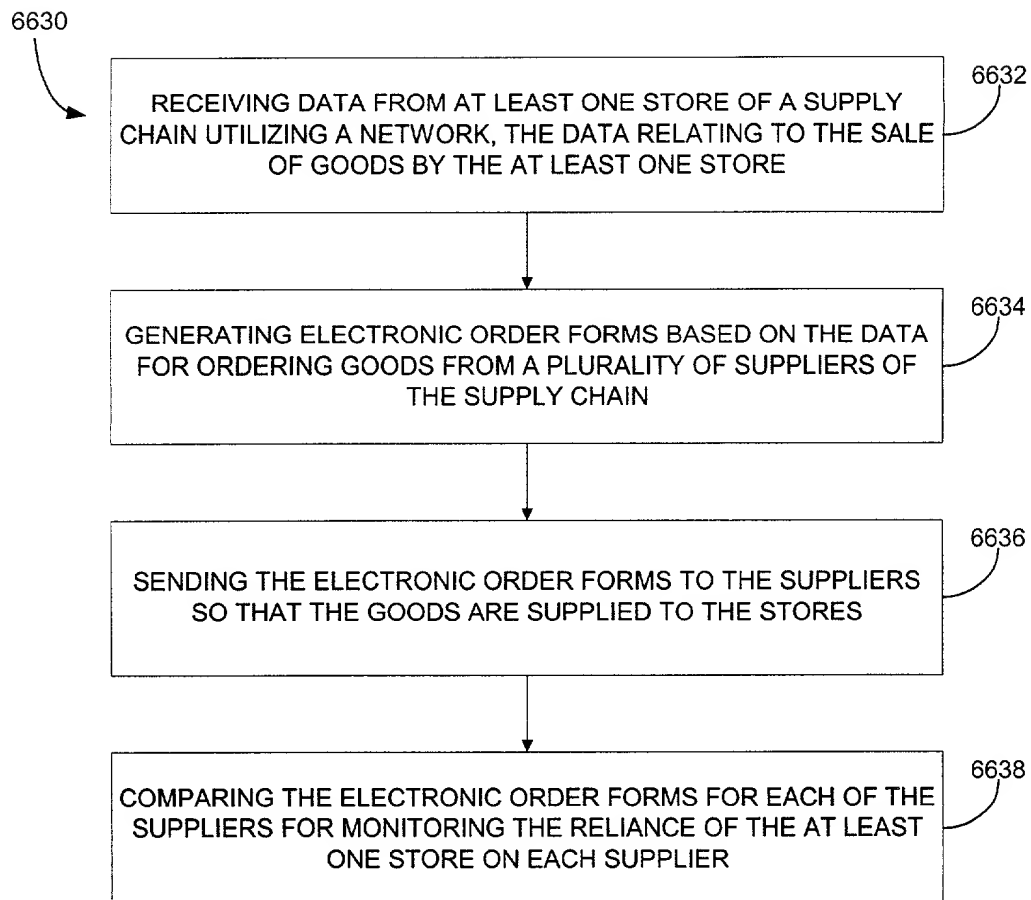 6630
6632
RECEIVING DATA FROM AT LEAST ONE STORE OF A SUPPLY
CHAIN UTILIZING A NETWORK, THE DATA RELATING TO THE SALE
OF GOODS BY THE AT LEAST ONE STORE
6634
GENERATING ELECTRONIC ORDER FORMS BASED ON THE DATA
FOR ORDERING GOODS FROM A PLURALITY OF SUPPLIERS OF
THE SUPPLY CHAIN
6636
SENDING THE ELECTRONIC ORDER FORMS TO THE SUPPLIERS
SO THAT THE GOODS ARE SUPPLIED TO THE STORES
6638
COMPARING THE ELECTRONIC ORDER FORMS FOR EACH OF THE
SUPPLIERS FOR MONITORING THE RELIANCE OF THE AT LEAST
ONE STORE ON EACH SUPPLIER